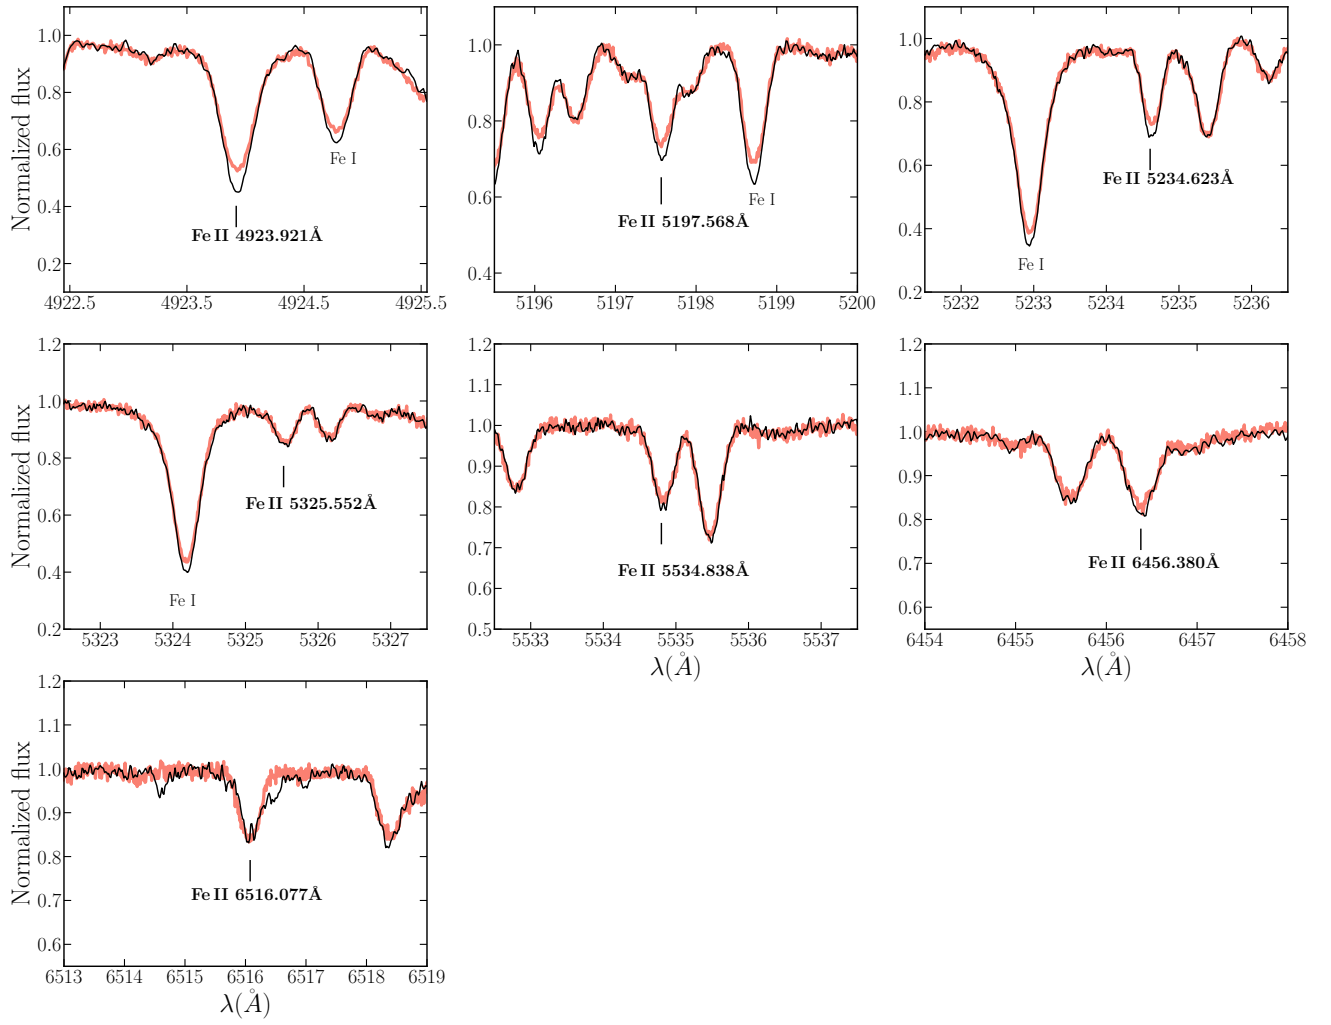 Normalized flux
1.0
0.8
0.6
0.4
0.2
Fe I
Fe II 4923.921Å
4922.5 4923.5 4924.5 4925.5
1.0
0.8
0.6
0.4
Fe I
Fe II 5197.568Å
5196 5197 5198 5199 5200
1.0
0.8
0.6
0.4
0.2
Fe II 5234.623Å
Fe I
5232 5233 5234 5235 5236
Normalized flux
1.2
1.0
0.8
0.6
0.4
0.2
Fe II 5325.552Å
Fe I
5323 5324 5325 5326 5327
1.2
1.1
1.0
0.9
0.8
0.7
0.6
0.5
Fe II 5534.838Å
5533 5534 5535 5536 5537
λ(Å)
1.2
1.1
1.0
0.9
0.8
0.7
0.6
Fe II 6456.380Å
6454 6455 6456 6457 6458
λ(Å)
Normalized flux
1.2
1.1
1.0
0.9
0.8
0.7
0.6
Fe II 6516.077Å
6513 6514 6515 6516 6517 6518 6519
λ(Å)